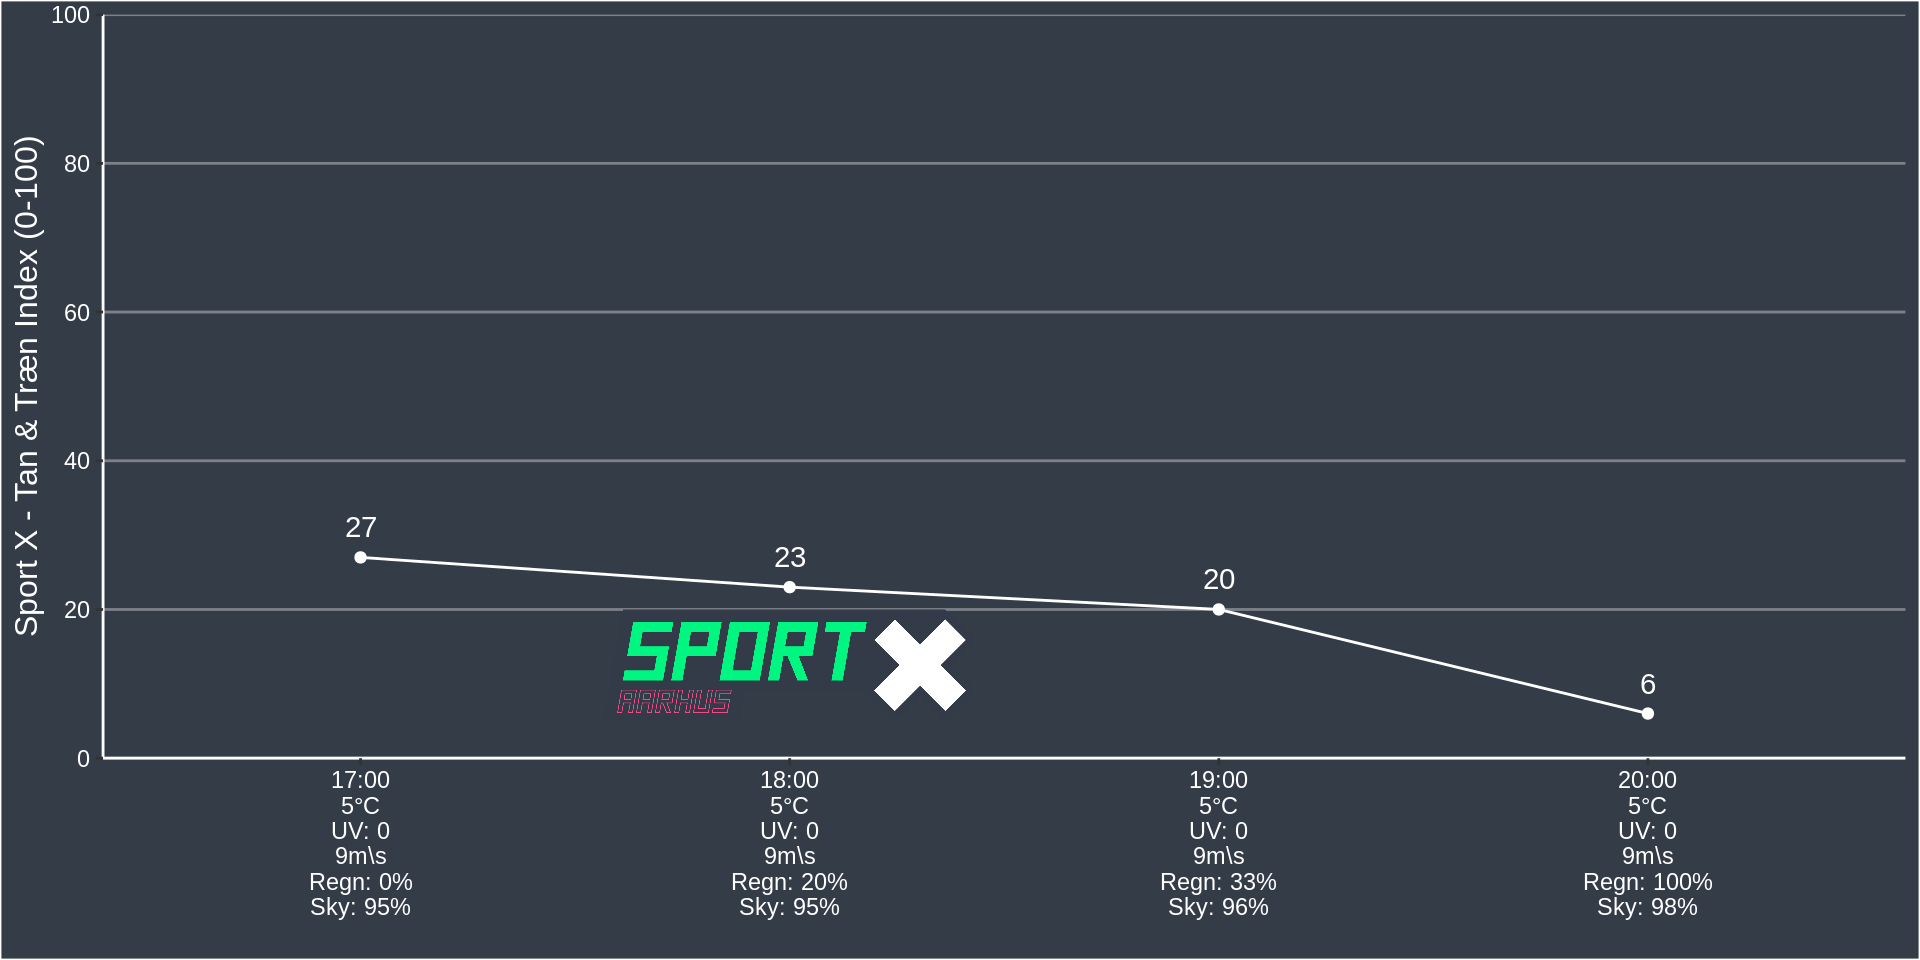 Sport X - Tan & Træn Index (0-100)
100
80
60
40
20
0
27
23
20
6
SPORT X
AARHUS
17:00
5°C
UV: 0
9m\s
Regn: 0%
Sky: 95%
18:00
5°C
UV: 0
9m\s
Regn: 20%
Sky: 95%
19:00
5°C
UV: 0
9m\s
Regn: 33%
Sky: 96%
20:00
5°C
UV: 0
9m\s
Regn: 100%
Sky: 98%